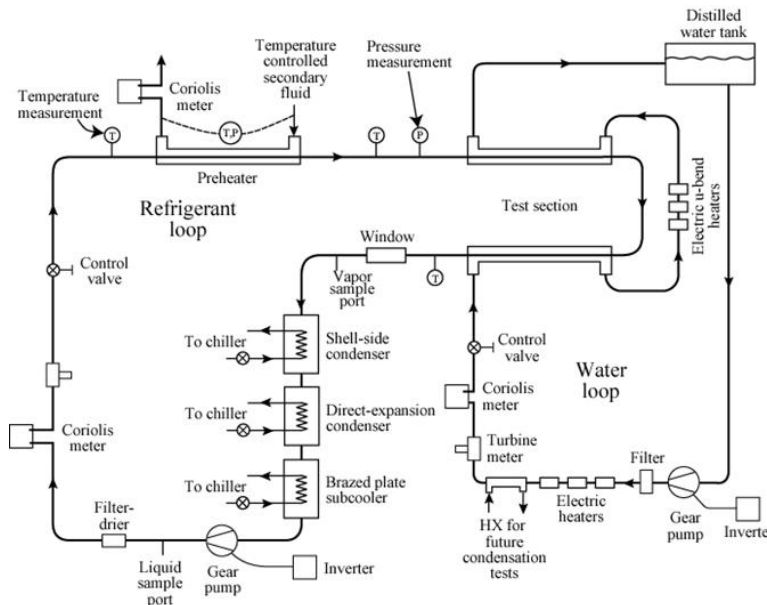 Distilled
water tank
Temperature
controlled
secondary
fluid
Pressure
measurement
Coriolis
meter
Temperature
measurement
T
T,P
T
P
Preheater
Refrigerant
loop
Test section
Electric u-bend
heaters
Window
Control
valve
Vapor
sample
port
T
To chiller
Shell-side
condenser
Control
valve
Water
loop
To chiller
Direct-expansion
condenser
Coriolis
meter
Coriolis
meter
Turbine
meter
To chiller
Brazed plate
subcooler
Filter
Filter-
drier
Electric
heaters
Gear
pump
Inverte
HX for
future
condensation
tests
Liquid
sample
port
Gear
pump
Inverter